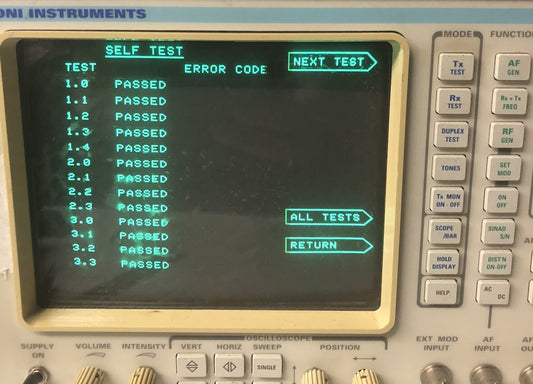 ONI INSTRUMENTS
SELF TEST
TEST ERROR CODE NEXT TEST
1.0 PASSED
1.1 PASSED
1.2 PASSED
1.3 PASSED
1.4 PASSED
2.0 PASSED
2.1 PASSED
2.2 PASSED
2.3 PASSED
3.0 PASSED
3.1 PASSED
3.2 PASSED
3.3 PASSED
ALL TESTS
RETURN
MODE FUNCTION
Tx TEST
AF GEN
Rx TEST
Rx = Tx FREQ
DUPLEX TEST
RF GEN
TONES
SET MOD
Tx MON ON - OFF
ON OFF
SCOPE /BAR
SINAD S/N
HOLD DISPLAY
DIST'N ON-OFF
HELP
AC DC
SUPPLY ON
VOLUME
INTENSITY
OSCILLOSCOPE
VERT HORIZ SWEEP POSITION
SINGLE
EXT MOD INPUT
AF INPUT
AF OU